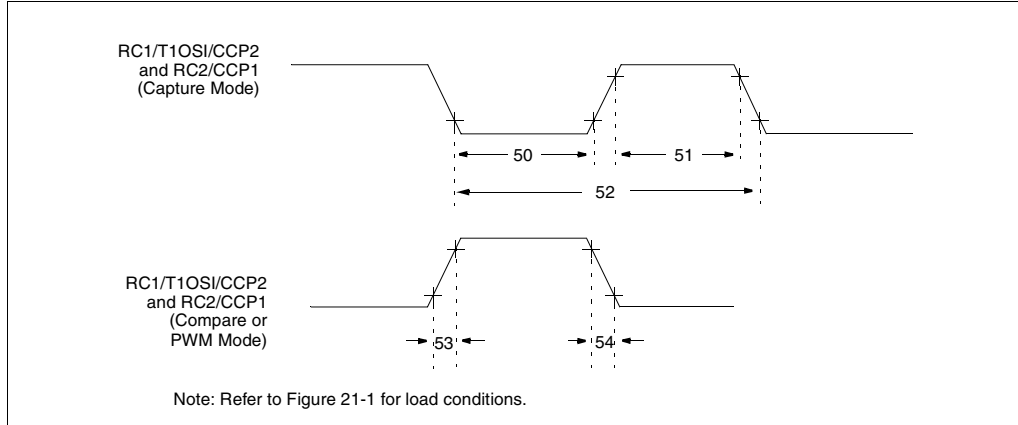 RC1/T1OSI/CCP2
and RC2/CCP1
(Capture Mode)
50
51
52
RC1/T1OSI/CCP2
and RC2/CCP1
(Compare or
PWM Mode)
53
54
Note: Refer to Figure 21-1 for load conditions.